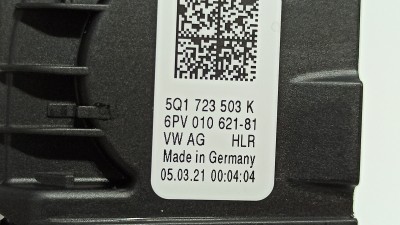 5Q1 723 503 K
6PV 010 621-81
VW AG HLR
Made in Germany
05.03.21 00:04:04